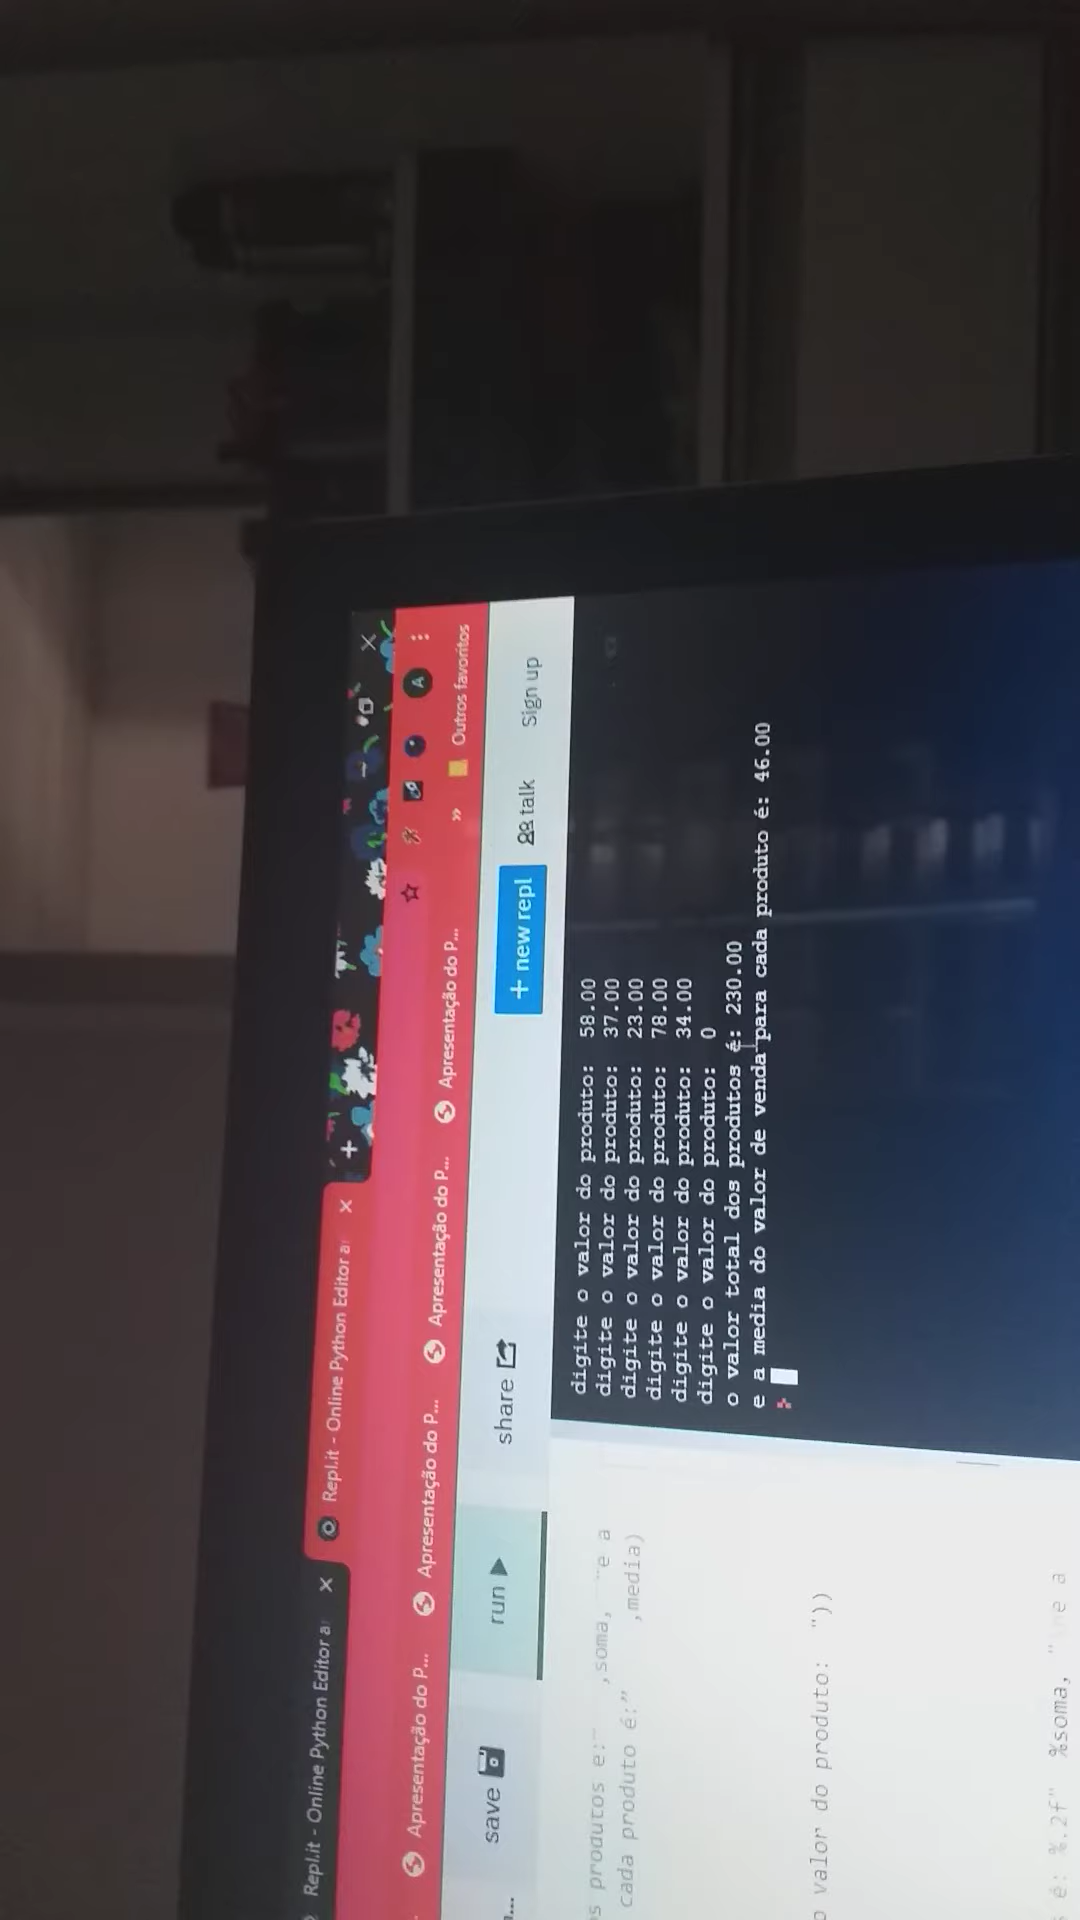 Repl.it - Online Python Editor a
Repl.it - Online Python Editor a
A
Apresentação do P...
Apresentação do P...
Apresentação do P...
Apresentação do P...
» Outros favoritos
save
run
share
+ new repl
talk
Sign up
digite o valor do produto: 58.00
digite o valor do produto: 37.00
digite o valor do produto: 23.00
digite o valor do produto: 78.00
digite o valor do produto: 34.00
digite o valor do produto: 0
o valor total dos produtos é: 230.00
e a media do valor de venda para cada produto é: 46.00
s produtos e:" ,soma, "e a
cada produto é:" ,media)
valor do produto: "))
é: %.2f" %soma, " e a